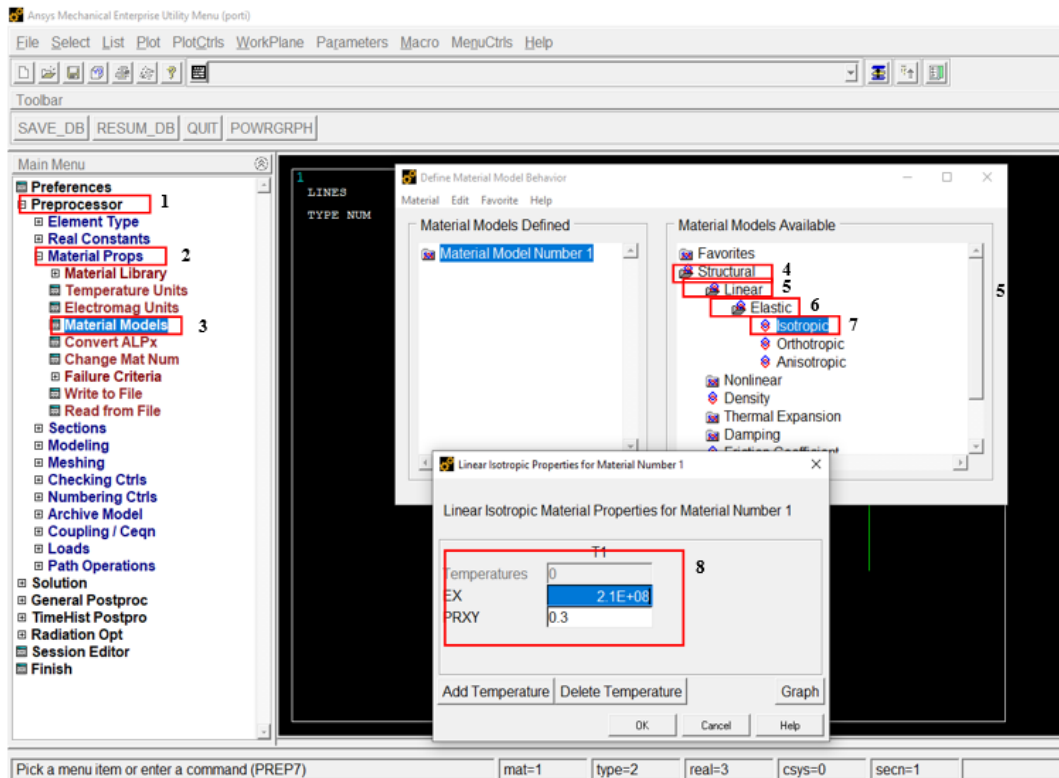 Ansys Mechanical Enterprise Utility Menu (porti)
File Select List Plot PlotCtrls WorkPlane Parameters Macro MenuCtrls Help
Toolbar
SAVE_DB RESUM_DB QUIT POWRGRPH
Main Menu
Preferences
Preprocessor 1
Element Type
Real Constants
Material Props 2
Material Library
Temperature Units
Electromag Units
Material Models 3
Convert ALPx
Change Mat Num
Failure Criteria
Write to File
Read from File
Sections
Modeling
Meshing
Checking Ctrls
Numbering Ctrls
Archive Model
Coupling / Ceqn
Loads
Path Operations
Solution
General Postproc
TimeHist Postpro
Radiation Opt
Session Editor
Finish
1
LINES
TYPE NUM
Define Material Model Behavior
Material Edit Favorite Help
Material Models Defined
Material Model Number 1
Material Models Available
Favorites
Structural 4
Linear 5
5
Elastic 6
Isotropic 7
Orthotropic
Anisotropic
Nonlinear
Density
Thermal Expansion
Damping
Friction Coefficient
Linear Isotropic Properties for Material Number 1
Linear Isotropic Material Properties for Material Number 1
T1
Temperatures 0 8
EX 2.1E+08
PRXY 0.3
Add Temperature Delete Temperature Graph
OK Cancel Help
Pick a menu item or enter a command (PREP7) mat=1 type=2 real=3 csys=0 secn=1